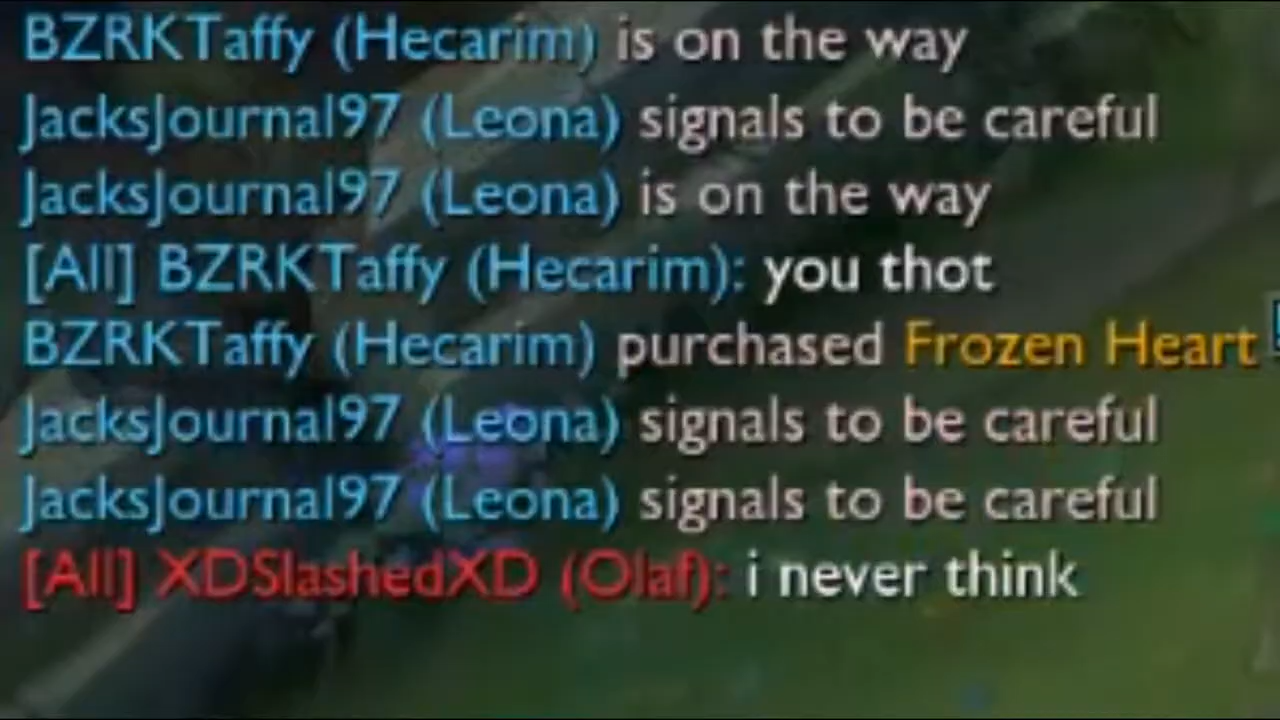 BZRKTaffy (Hecarim) is on the way
JacksJournal97 (Leona) signals to be careful
JacksJournal97 (Leona) is on the way
[All] BZRKTaffy (Hecarim): you thot
BZRKTaffy (Hecarim) purchased Frozen Heart
JacksJournal97 (Leona) signals to be careful
JacksJournal97 (Leona) signals to be careful
[All] XDSlashedXD (Olaf): i never think